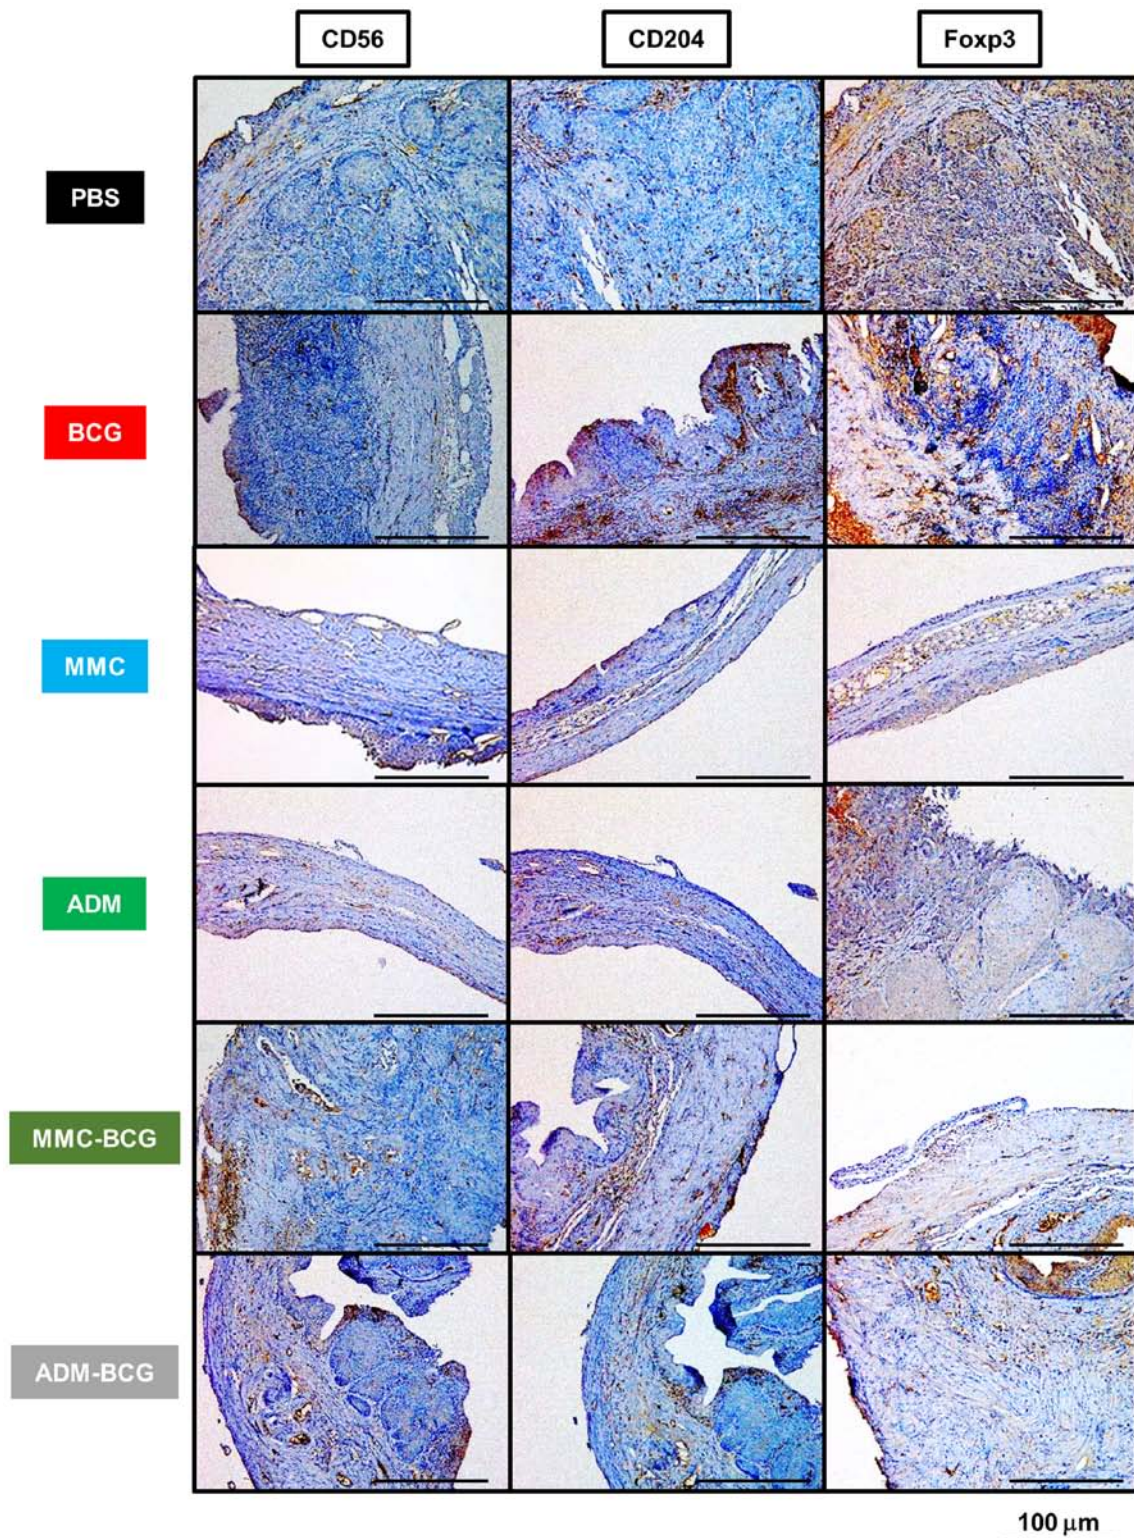 CD56 CD204 Foxp3
PBS
BCG
MMC
ADM
MMC-BCG
ADM-BCG
100 μm